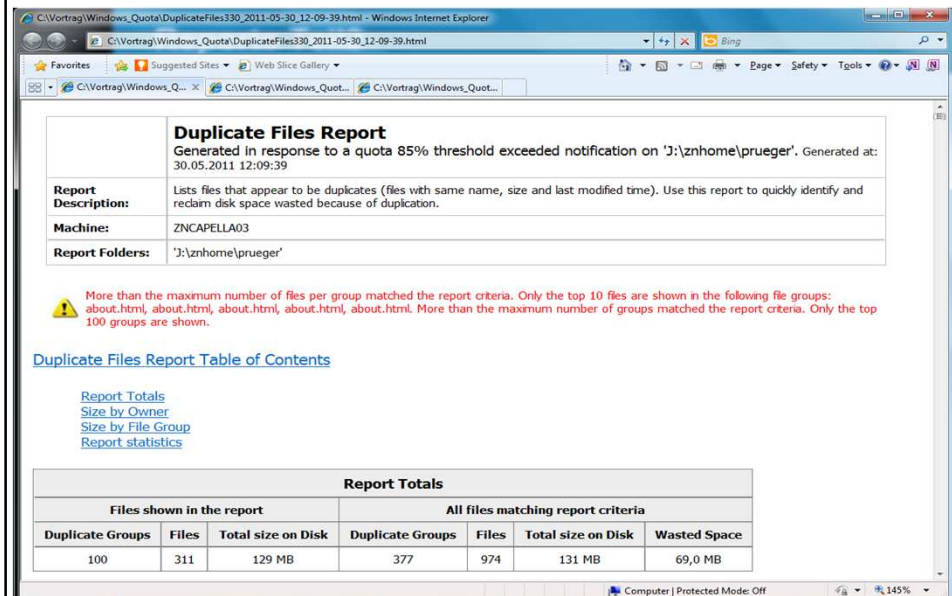 C:\Vortrag\Windows_Quota\DuplicateFiles330_2011-05-30_12-09-39.html - Windows Internet Explorer
C:\Vortrag\Windows_Quota\DuplicateFiles330_2011-05-30_12-09-39.html
Bing
Favorites Suggested Sites Web Slice Gallery Page Safety Tools
C:\Vortrag\Windows_Q... C:\Vortrag\Windows_Quot... C:\Vortrag\Windows_Quot...
Duplicate Files Report
Generated in response to a quota 85% threshold exceeded notification on 'J:\znhome\prueger'. Generated at:
30.05.2011 12:09:39
Report Description: Lists files that appear to be duplicates (files with same name, size and last modified time). Use this report to quickly identify and
reclaim disk space wasted because of duplication.
Machine: ZNCAPELLA03
Report Folders: 'J:\znhome\prueger'
More than the maximum number of files per group matched the report criteria. Only the top 10 files are shown in the following file groups:
about.html, about.html, about.html, about.html, about.html. More than the maximum number of groups matched the report criteria. Only the top
100 groups are shown.
Duplicate Files Report Table of Contents
Report Totals
Size by Owner
Size by File Group
Report statistics
Report Totals
Files shown in the report All files matching report criteria
Duplicate Groups Files Total size on Disk Duplicate Groups Files Total size on Disk Wasted Space
100 311 129 MB 377 974 131 MB 69,0 MB
Computer | Protected Mode: Off 145%